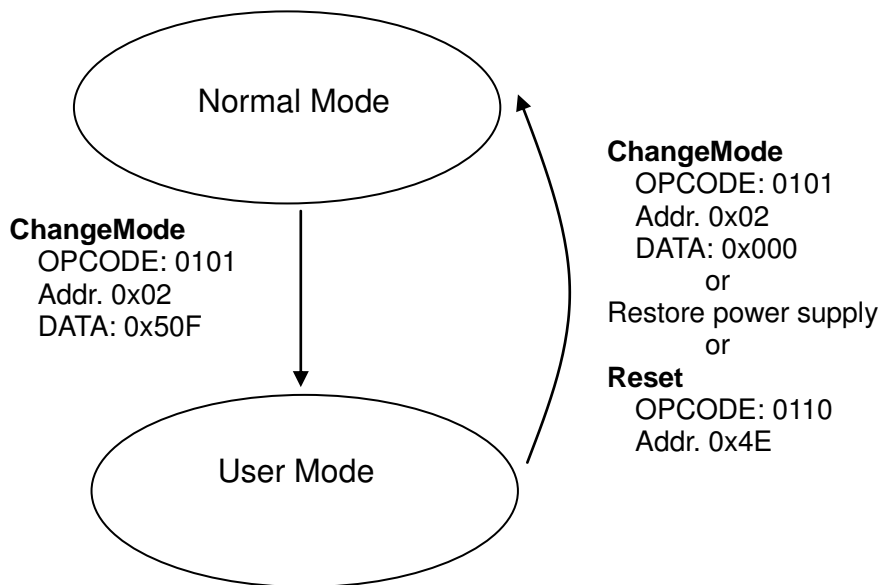 Normal Mode
ChangeMode
OPCODE: 0101
Addr. 0x02
DATA: 0x50F
ChangeMode
OPCODE: 0101
Addr. 0x02
DATA: 0x000
or
Restore power supply
or
Reset
OPCODE: 0110
Addr. 0x4E
User Mode